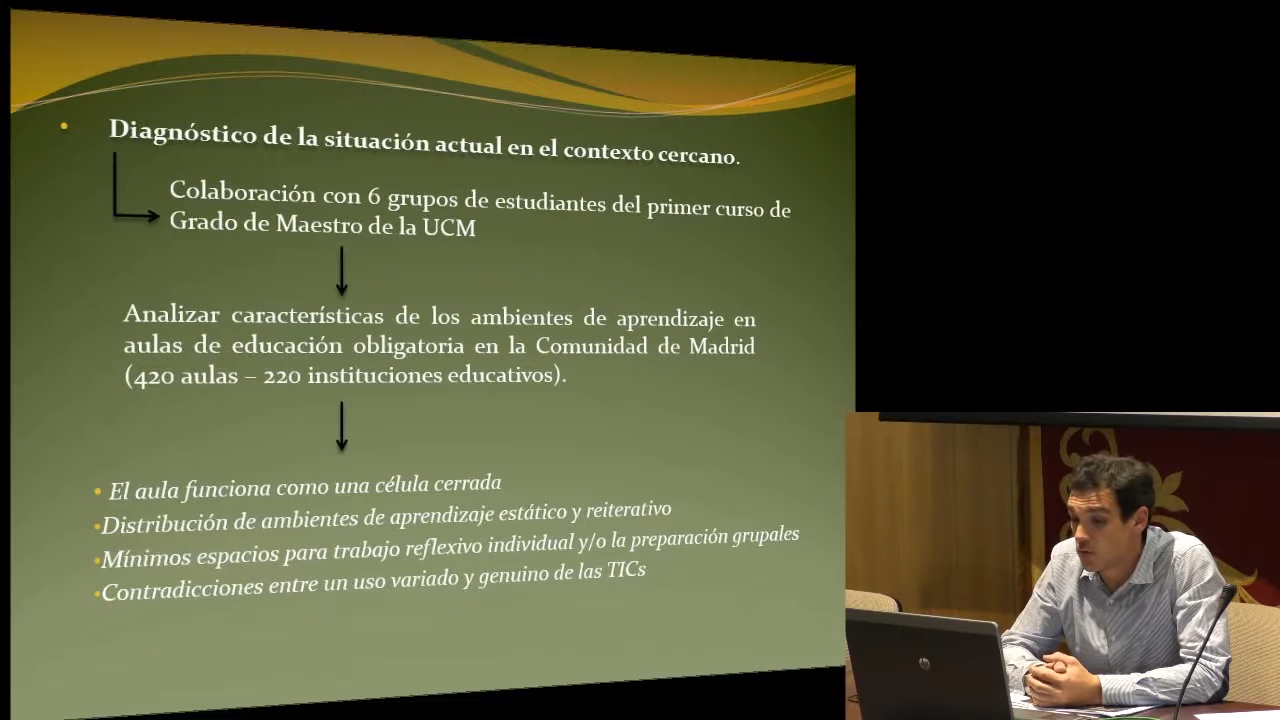 Diagnóstico de la situación actual en el contexto cercano.
Colaboración con 6 grupos de estudiantes del primer curso de
Grado de Maestro de la UCM
Analizar características de los ambientes de aprendizaje en
aulas de educación obligatoria en la Comunidad de Madrid
(420 aulas – 220 instituciones educativos).
El aula funciona como una célula cerrada
Distribución de ambientes de aprendizaje estático y reiterativo
Mínimos espacios para trabajo reflexivo individual y/o la preparación grupales
Contradicciones entre un uso variado y genuino de las TICs
hp